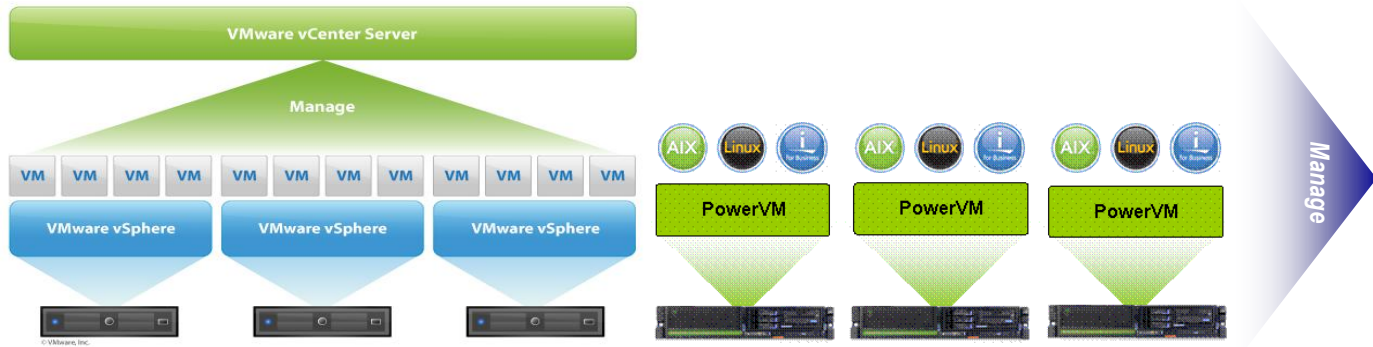 VMware vCenter Server
Manage
VM VM VM VM VM VM VM VM VM VM VM VM
VMware vSphere VMware vSphere VMware vSphere
© VMware, Inc.
AIX Linux i for Business AIX Linux i for Business AIX Linux i for Business
PowerVM PowerVM PowerVM
Manage